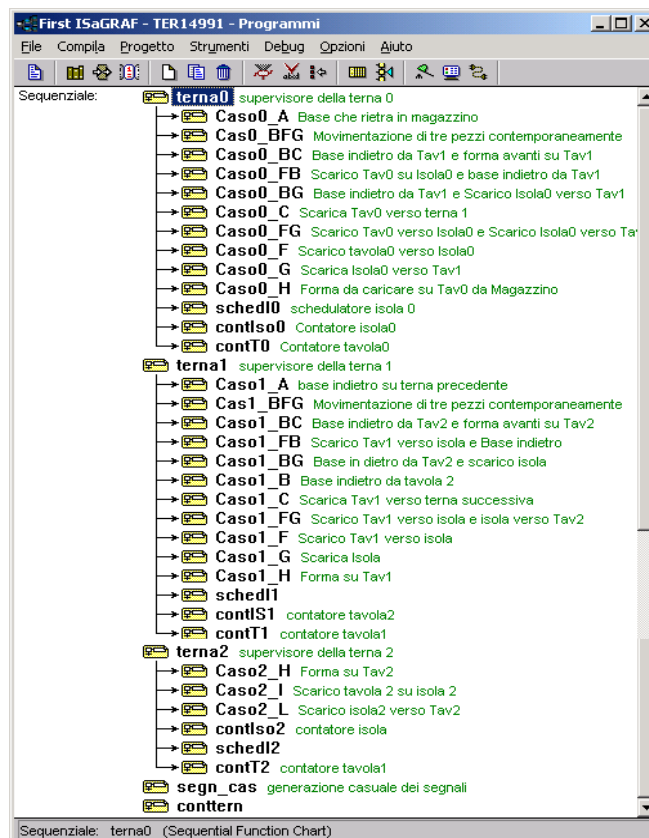 First ISaGRAF - TER14991 - Programmi
File Compila Progetto Strumenti Debug Opzioni Aiuto
Sequenziale: terna0 supervisore della terna 0
Caso0_A Base che rietra in magazzino
Cas0_BFG Movimentazione di tre pezzi contemporaneamente
Caso0_BC Base indietro da Tav1 e forma avanti su Tav1
Caso0_FB Scarico Tav0 su Isola0 e base indietro da Tav1
Caso0_BG Base indietro da Tav1 e Scarico Isola0 verso Tav1
Caso0_C Scarica Tav0 verso terna 1
Caso0_FG Scarico Tav0 verso Isola0 e Scarico Isola0 verso Ta
Caso0_F Scarico tavola0 verso Isola0
Caso0_G Scarica Isola0 verso Tav1
Caso0_H Forma da caricare su Tav0 da Magazzino
schedI0 schedulatore isola 0
contIso0 Contatore isola0
contT0 Contatore tavola0
terna1 supervisore della terna 1
Caso1_A base indietro su terna precedente
Cas1_BFG Movimentazione di tre pezzi contemporaneamente
Caso1_BC Base indietro da Tav2 e forma avanti su Tav2
Caso1_FB Scarico Tav1 verso isola e Base indietro
Caso1_BG Base in dietro da Tav2 e scarico isola
Caso1_B Base indietro da tavola 2
Caso1_C Scarica Tav1 verso terna successiva
Caso1_FG Scarico Tav1 verso isola e isola verso Tav2
Caso1_F Scarico Tav1 verso isola
Caso1_G Scarica Isola
Caso1_H Forma su Tav1
schedI1
contIS1 contatore tavola2
contT1 contatore tavola1
terna2 supervisore della terna 2
Caso2_H Forma su Tav2
Caso2_I Scarico tavola 2 su isola 2
Caso2_L Scarico isola2 verso Tav2
contIso2 contatore isola
schedI2
contT2 contatore tavola1
segn_cas generazione casuale dei segnali
conttern
Sequenziale: terna0 (Sequential Function Chart)